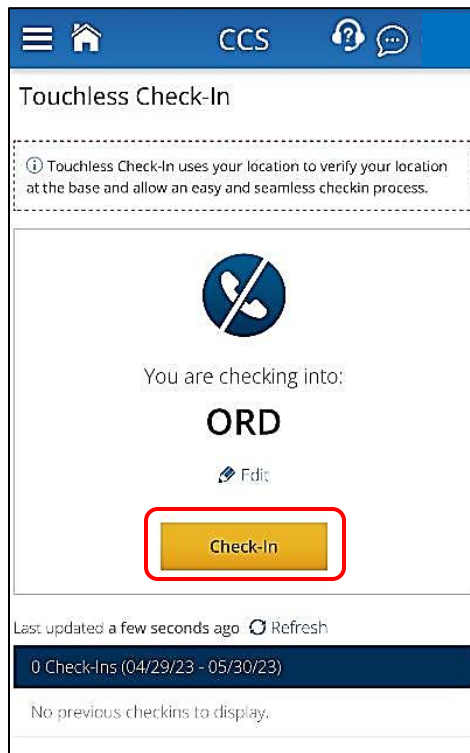 CCS
Touchless Check-In
Touchless Check-In uses your location to verify your location
at the base and allow an easy and seamless checkin process.
You are checking into:
ORD
Edit
Check-In
Last updated a few seconds ago Refresh
0 Check-Ins (04/29/23 - 05/30/23)
No previous checkins to display.